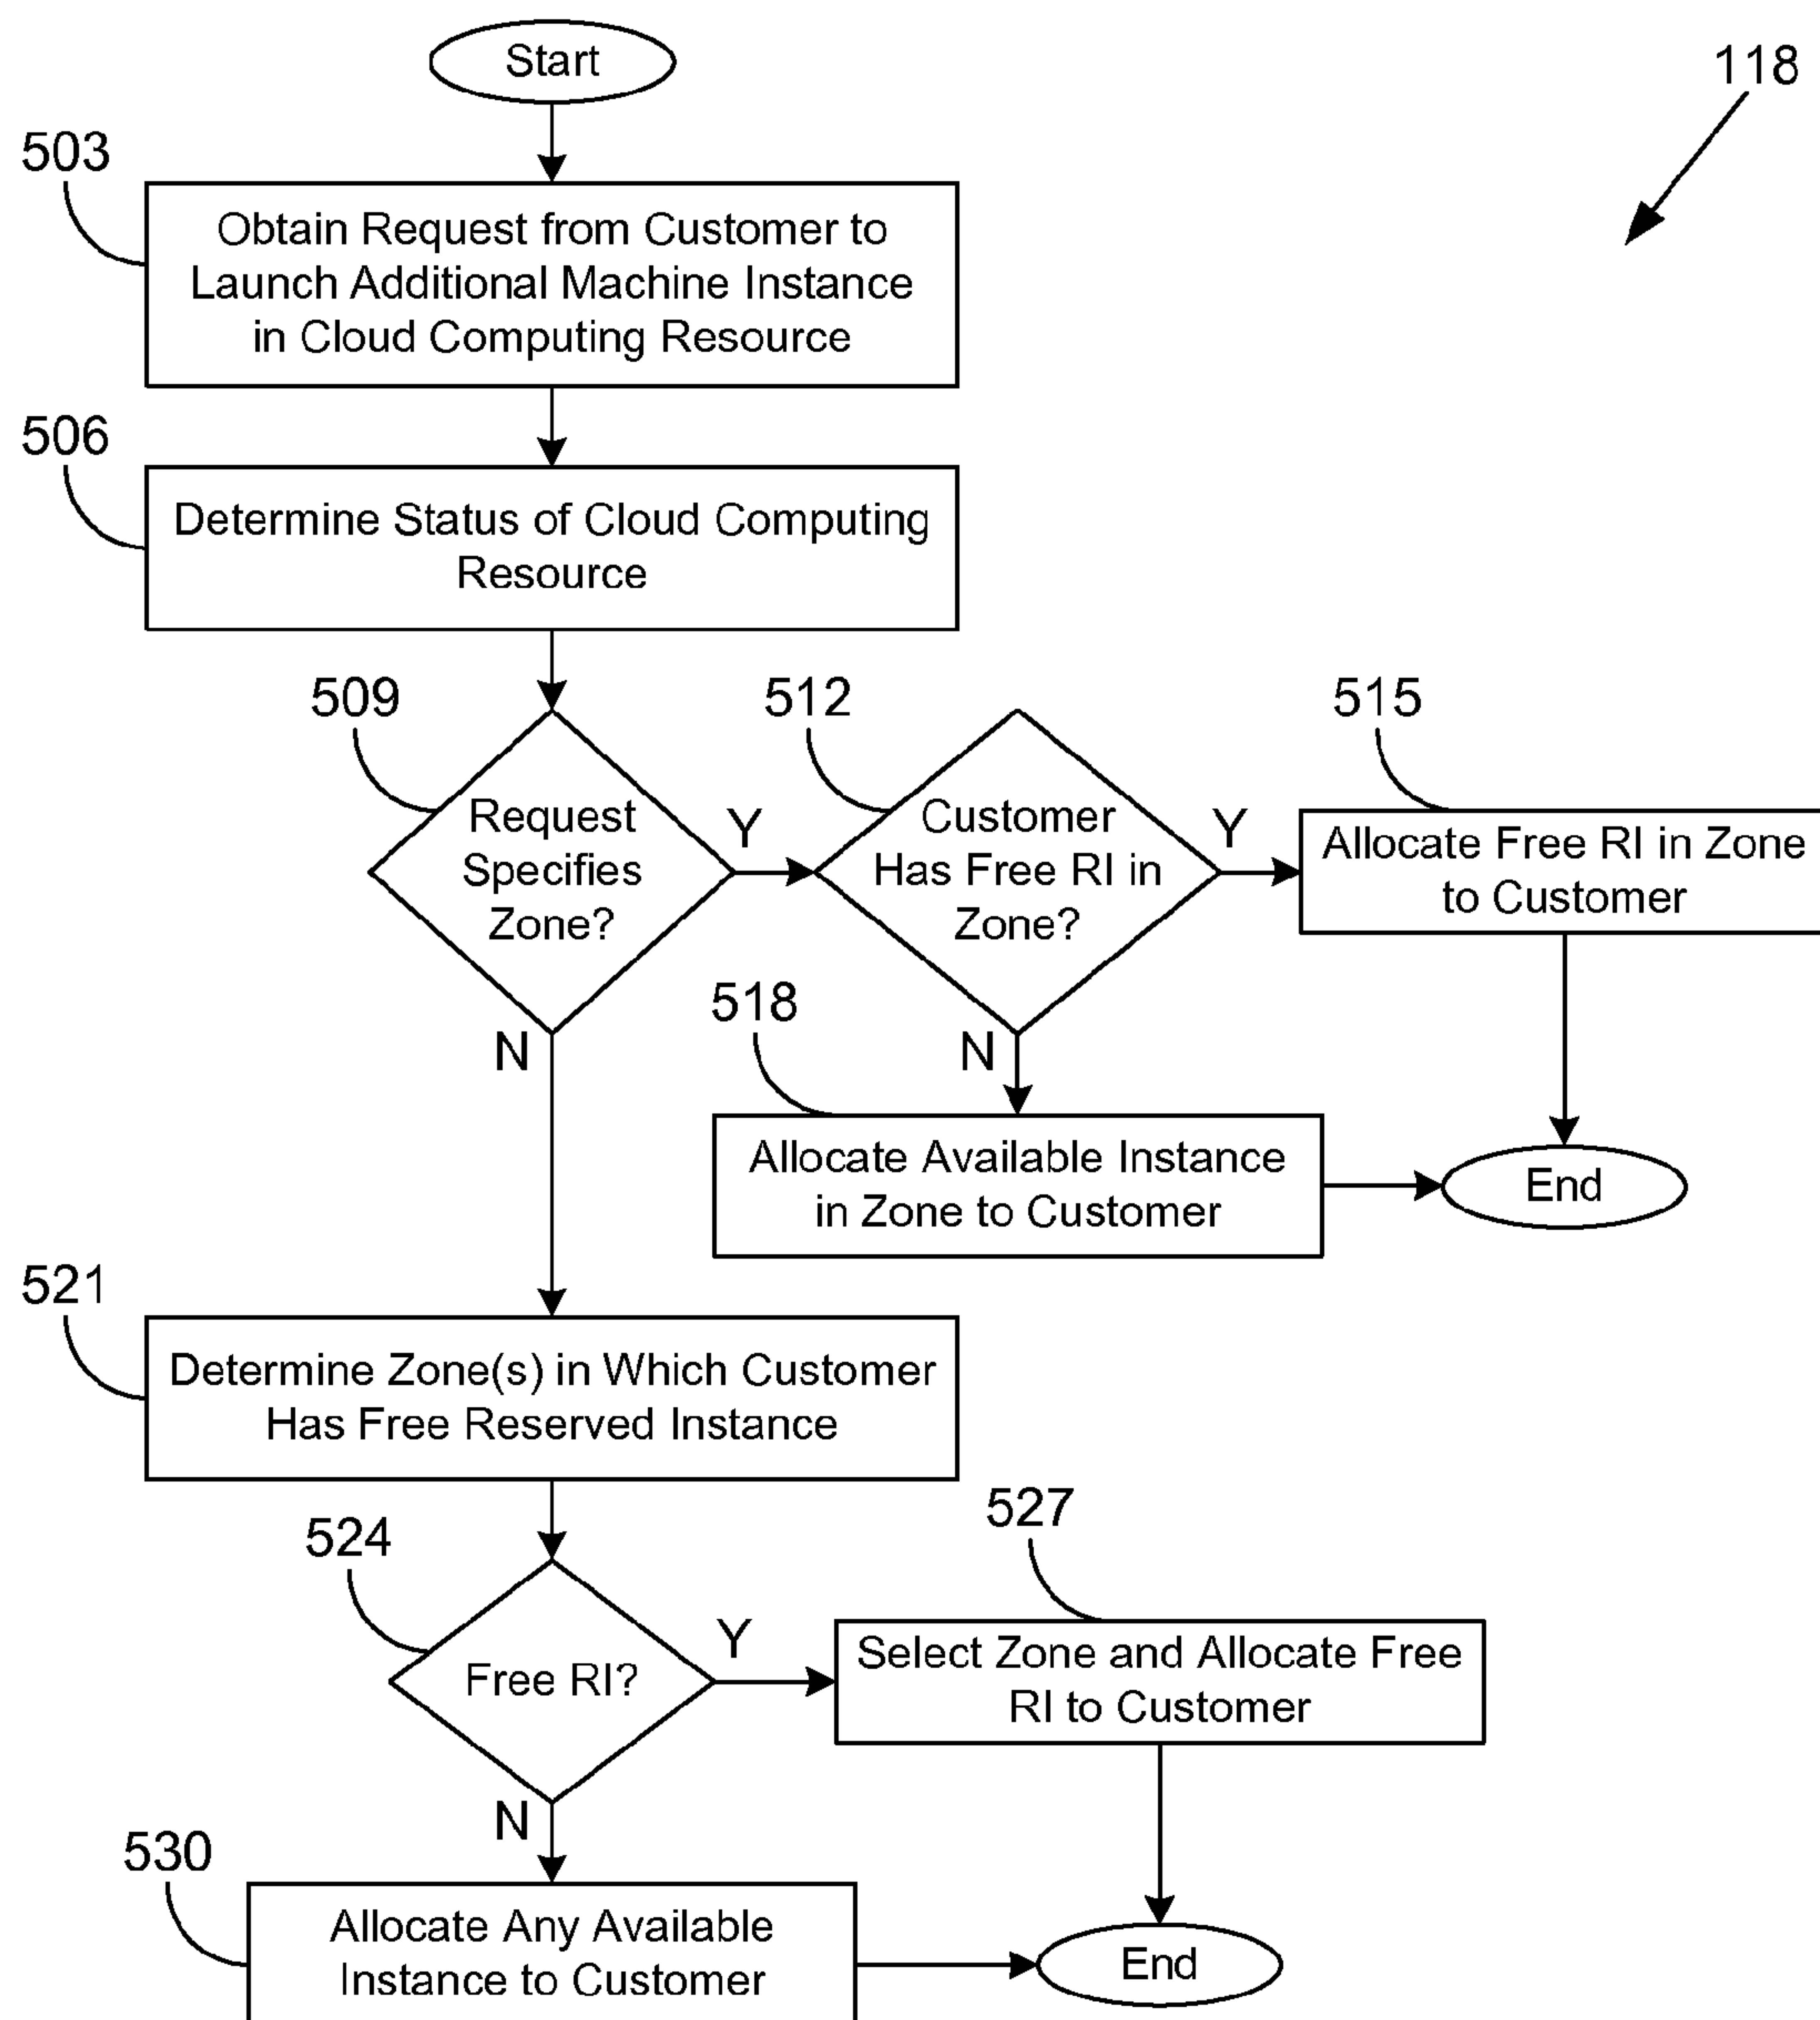 Start
118
503
Obtain Request from Customer to
Launch Additional Machine Instance
in Cloud Computing Resource
506
Determine Status of Cloud Computing
Resource
509
Request
Specifies
Zone?
Y
N
512
Customer
Has Free RI in
Zone?
Y
N
515
Allocate Free RI in Zone
to Customer
518
Allocate Available Instance
in Zone to Customer
End
521
Determine Zone(s) in Which Customer
Has Free Reserved Instance
524
Free RI?
Y
N
527
Select Zone and Allocate Free
RI to Customer
530
Allocate Any Available
Instance to Customer
End